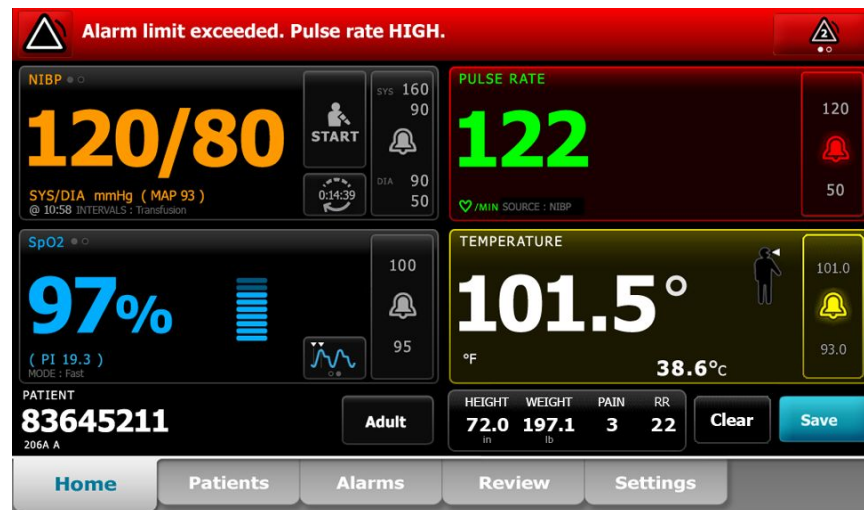 Alarm limit exceeded. Pulse rate HIGH.
2
NIBP
120/80
SYS/DIA mmHg ( MAP 93 )
@ 10:58 INTERVALS : Transfusion
START
0:14:39
SYS 160
90
DIA 90
50
PULSE RATE
122
/MIN SOURCE : NIBP
120
50
SpO2
97%
( PI 19.3 )
MODE : Fast
100
95
TEMPERATURE
101.5°
°F
38.6°C
101.0
93.0
PATIENT
83645211
206A A
Adult
HEIGHT WEIGHT PAIN RR
72.0 197.1 3 22
in lb
Clear
Save
Home Patients Alarms Review Settings